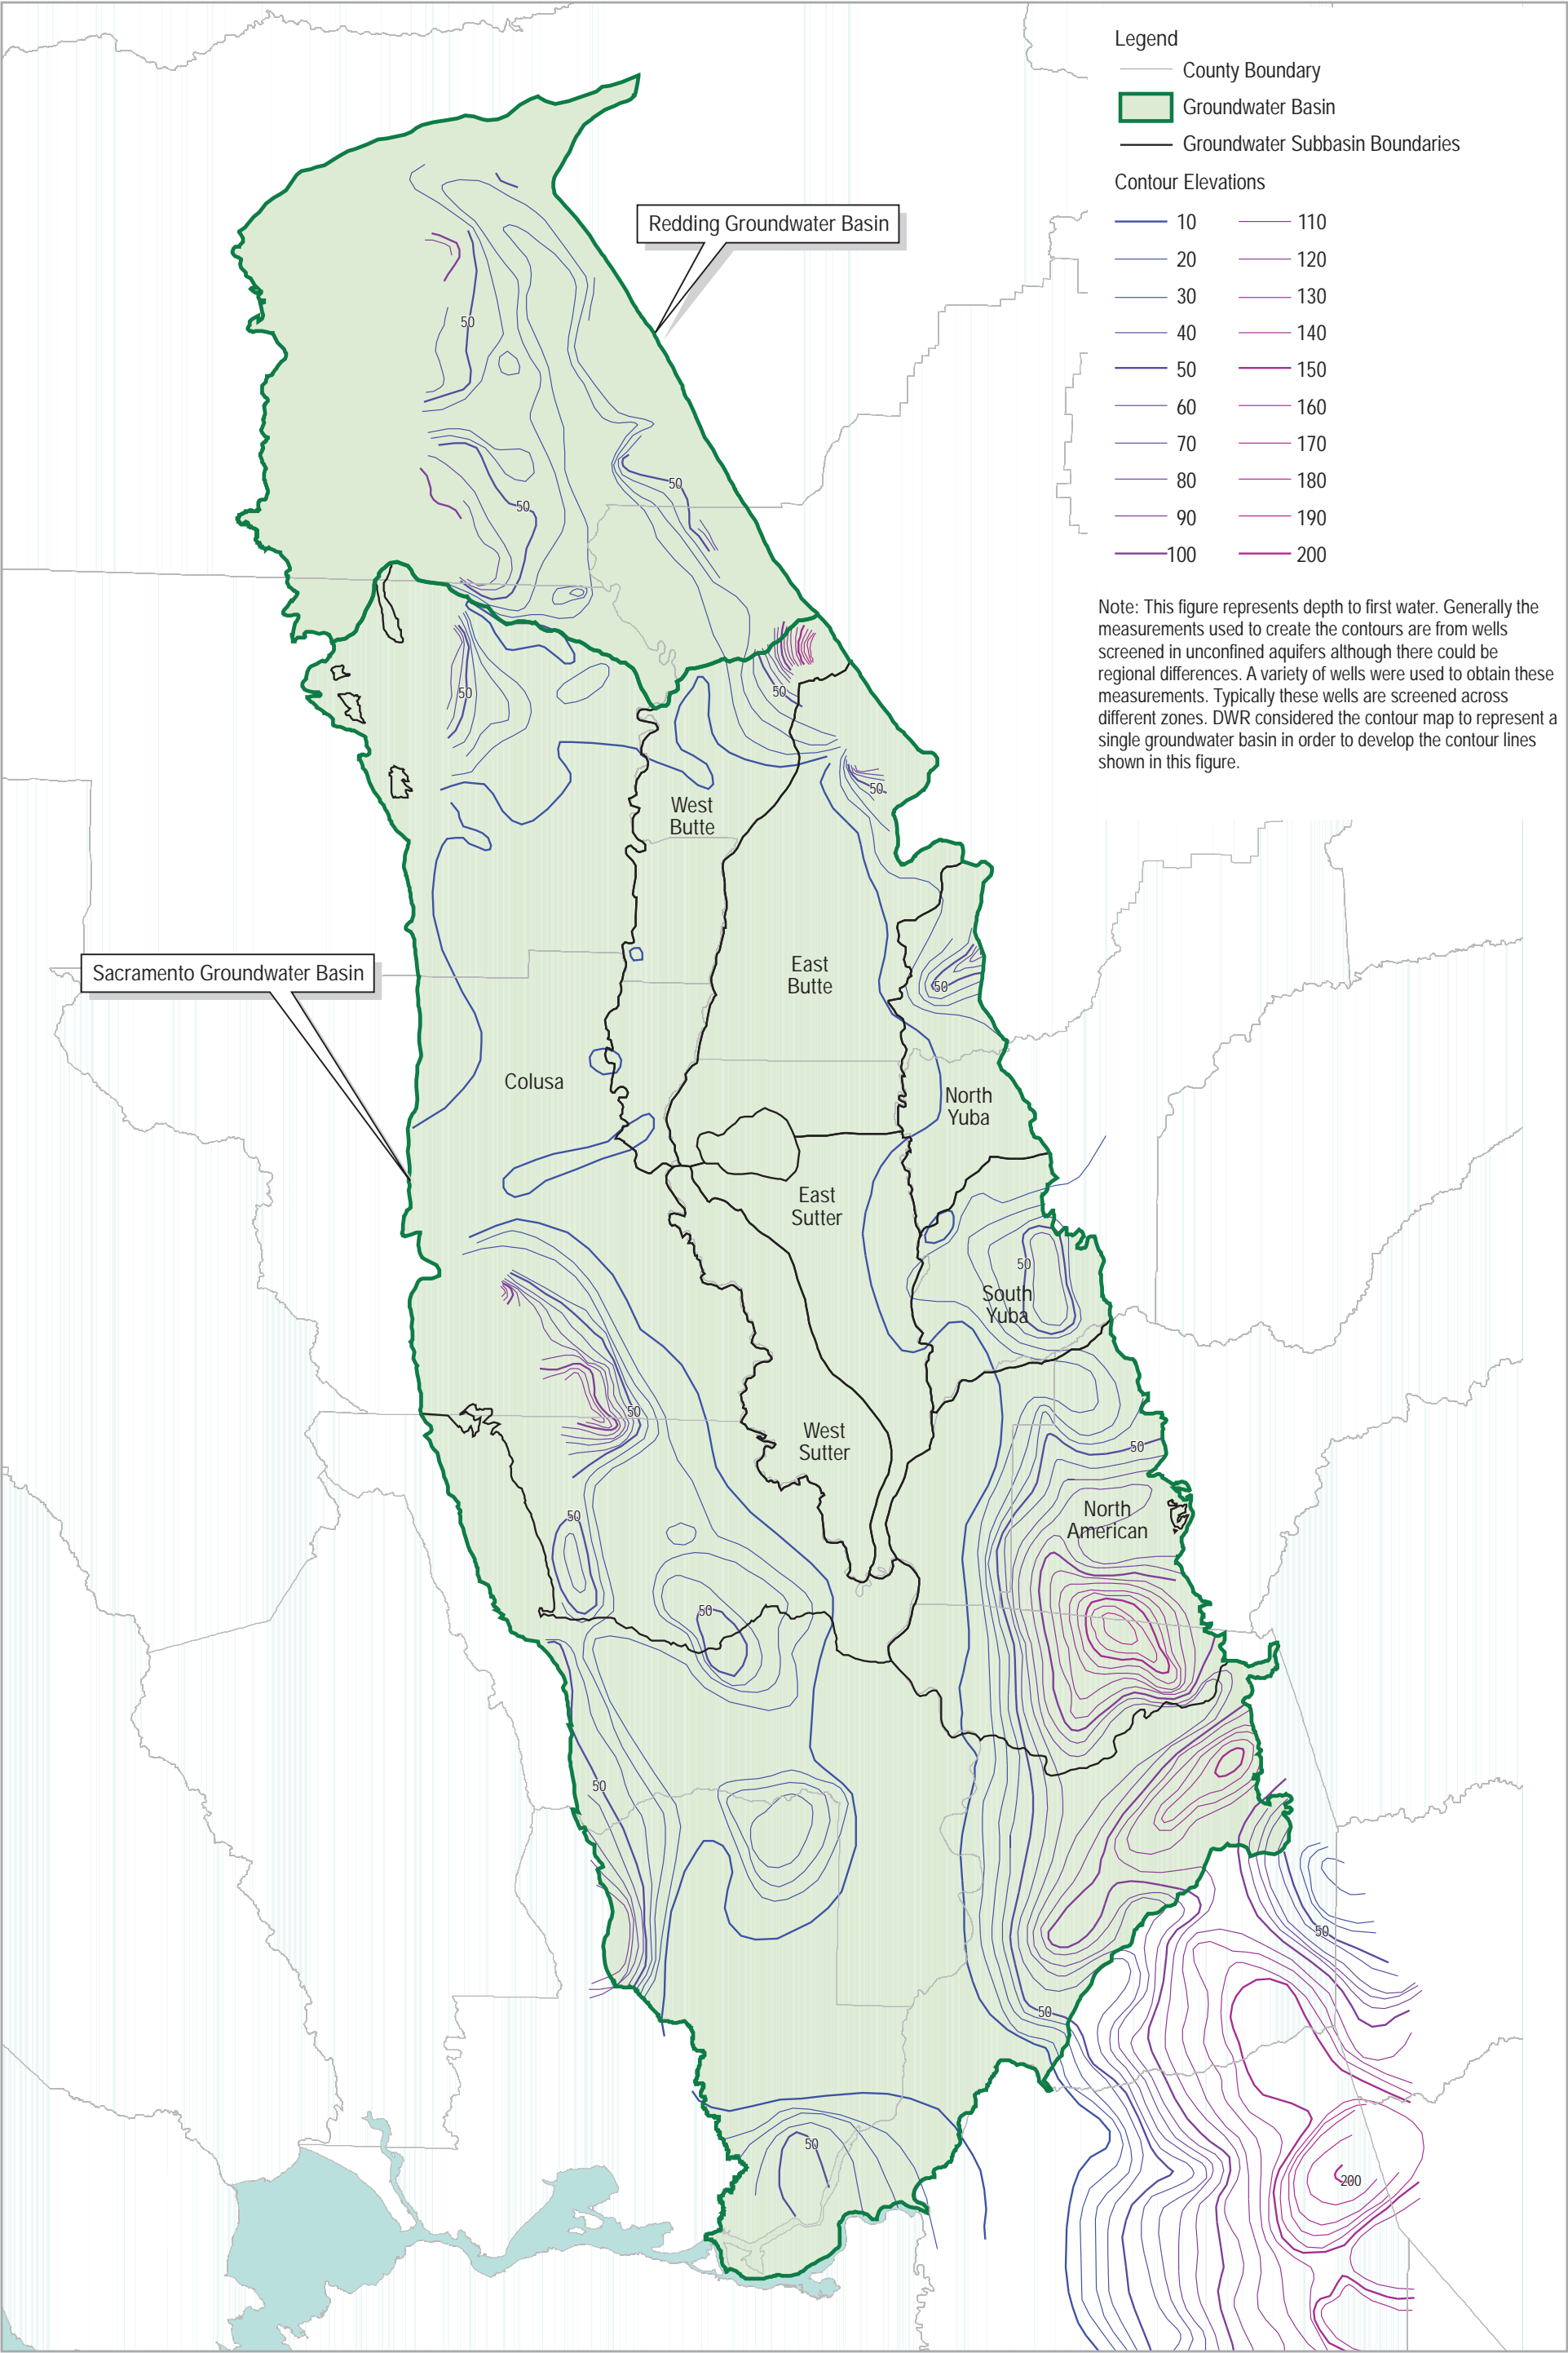 Legend
County Boundary
Groundwater Basin
Groundwater Subbasin Boundaries
Contour Elevations
10 110
20 120
30 130
40 140
50 150
60 160
70 170
80 180
90 190
100 200
Note: This figure represents depth to first water. Generally the
measurements used to create the contours are from wells
screened in unconfined aquifers although there could be
regional differences. A variety of wells were used to obtain these
measurements. Typically these wells are screened across
different zones. DWR considered the contour map to represent a
single groundwater basin in order to develop the contour lines
shown in this figure.
Redding Groundwater Basin
50
50
50
50
50
50
West
Butte
Sacramento Groundwater Basin
East
Butte
50
Colusa
North
Yuba
East
Sutter
50
South
Yuba
50
West
Sutter
50
50
North
American
50
50
50
50
50
200